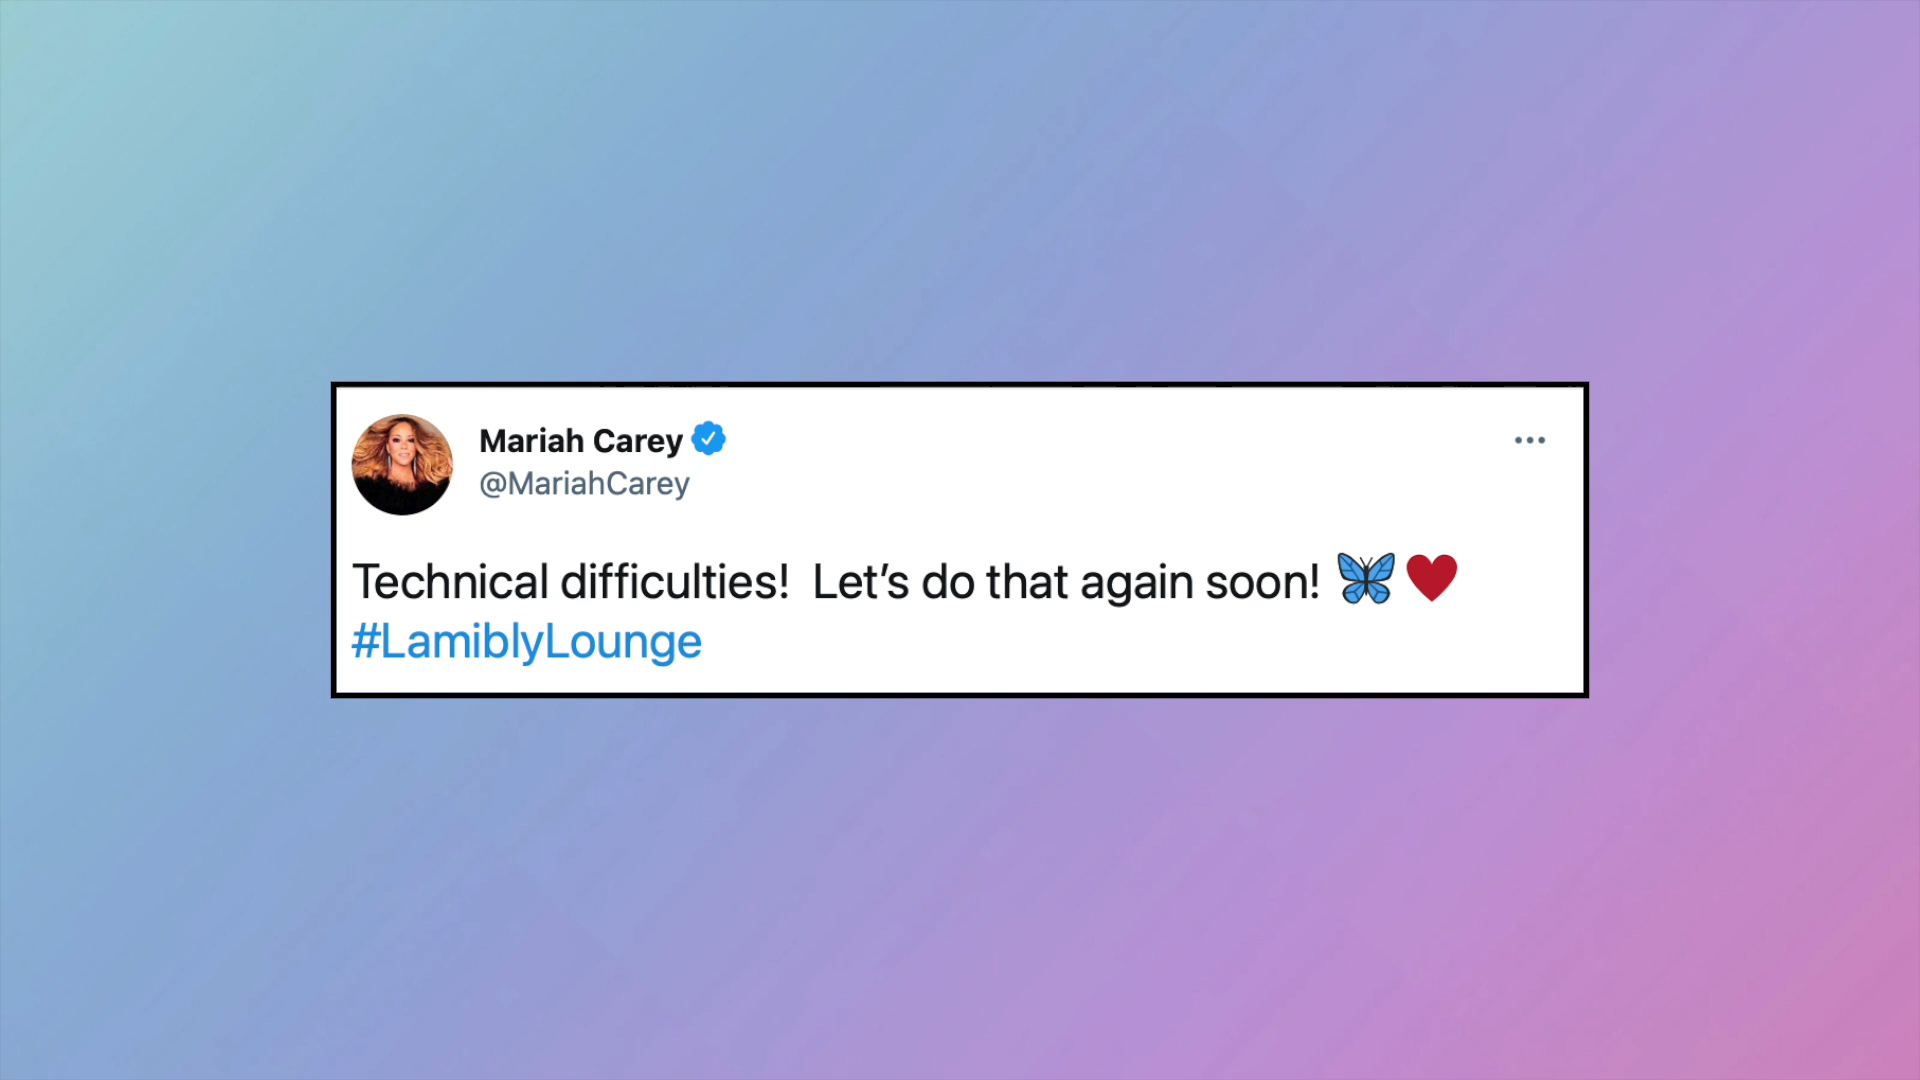 Mariah Carey
@MariahCarey
Technical difficulties!  Let’s do that again soon! 🦋♥️
#LamiblyLounge